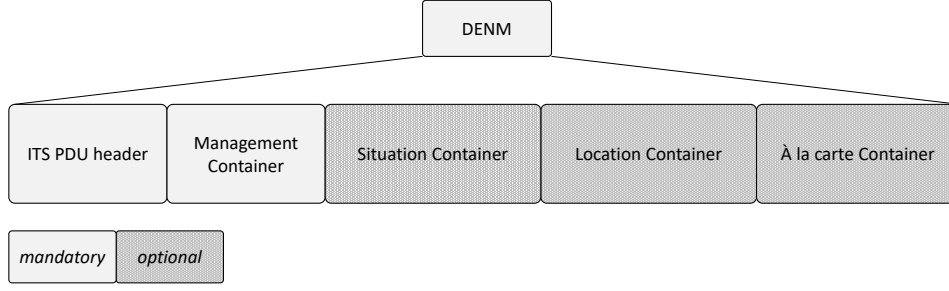 DENM
ITS PDU header
Management
Container
Situation Container
Location Container
À la carte Container
mandatory
optional